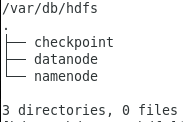 /var/db/hdfs
.
├── checkpoint
├── datanode
└── namenode
3 directories, 0 files